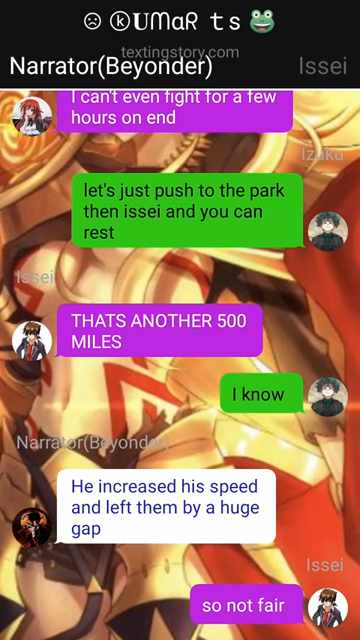 ☹ ⓚ𝐔ᗰᗩᖇ ｔｓ🐸
textingstory.com
Narrator(Beyonder)
Issei
I can't even fight for a few
hours on end
Izuku
let's just push to the park
then issei and you can
rest
Issei
THATS ANOTHER 500
MILES
I know
Narrator(Beyonder)
He increased his speed
and left them by a huge
gap
Issei
so not fair